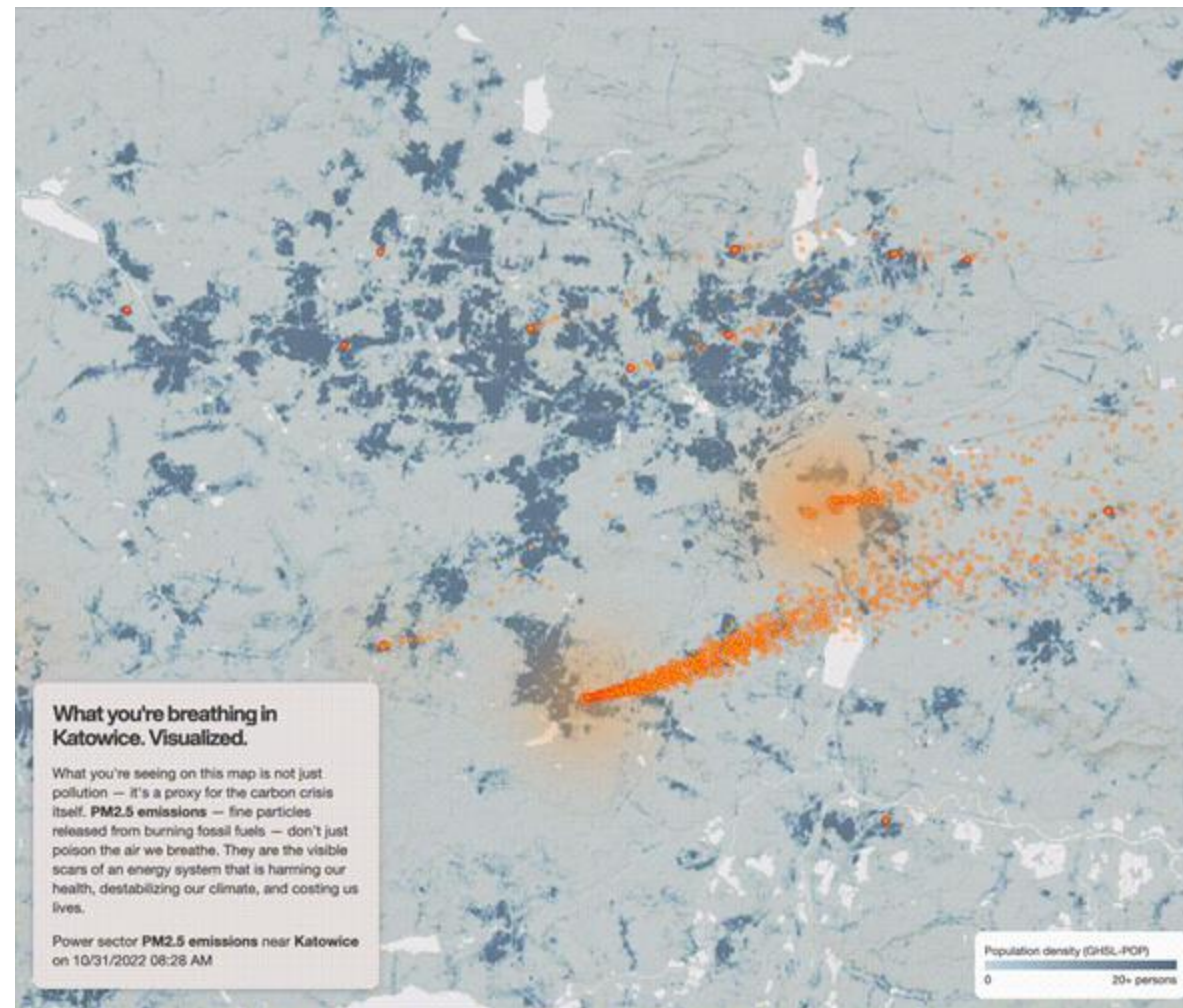 What you're breathing in
Katowice. Visualized.
What you're seeing on this map is not just
pollution — it's a proxy for the carbon crisis
itself. PM2.5 emissions — fine particles
released from burning fossil fuels — don't just
poison the air we breathe. They are the visible
scars of an energy system that is harming our
health, destabilizing our climate, and costing us
lives.
Power sector PM2.5 emissions near Katowice
on 10/31/2022 08:28 AM
Population density (GHSL-POP)
0 20+ persons